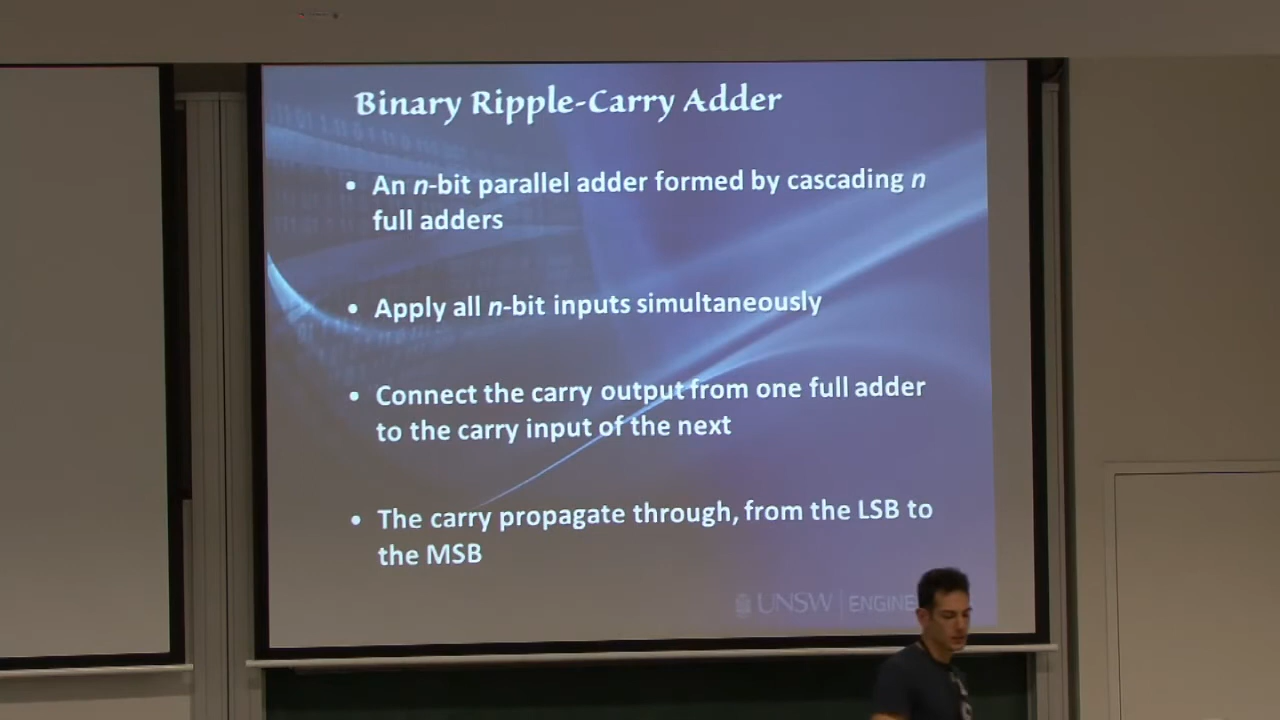 Binary Ripple-Carry Adder
• An n-bit parallel adder formed by cascading n
full adders
• Apply all n-bit inputs simultaneously
• Connect the carry output from one full adder
to the carry input of the next
• The carry propagate through, from the LSB to
the MSB
UNSW ENGINE